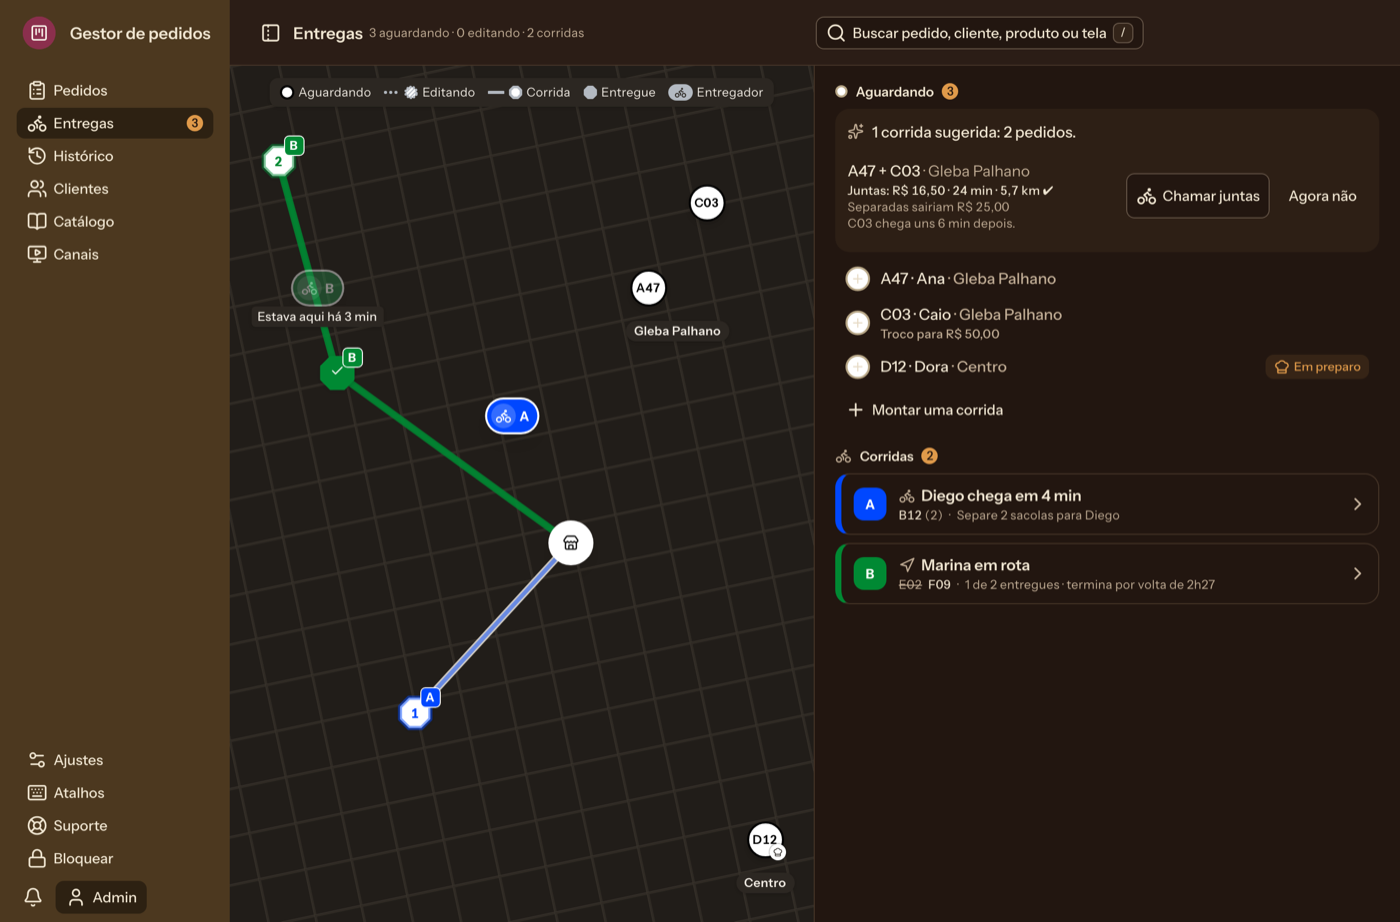 Gestor de pedidos
Pedidos
Entregas 3
Histórico
Clientes
Catálogo
Canais
Ajustes
Atalhos
Suporte
Bloquear
Admin
Entregas 3 aguardando · 0 editando · 2 corridas
Buscar pedido, cliente, produto ou tela /
Aguardando Editando Corrida Entregue Entregador
B
2
B
Estava aqui há 3 min
B
C03
A47
Gleba Palhano
A
A
1
D12
Centro
Aguardando 3
1 corrida sugerida: 2 pedidos.
A47 + C03 · Gleba Palhano
Juntas: R$ 16,50 · 24 min · 5,7 km ✔
Separadas sairiam R$ 25,00
C03 chega uns 6 min depois.
Chamar juntas
Agora não
A47 · Ana · Gleba Palhano
C03 · Caio · Gleba Palhano
Troco para R$ 50,00
D12 · Dora · Centro
Em preparo
Montar uma corrida
Corridas 2
A
Diego chega em 4 min
B12 (2) · Separe 2 sacolas para Diego
B
Marina em rota
E02 F09 · 1 de 2 entregues · termina por volta de 2h27